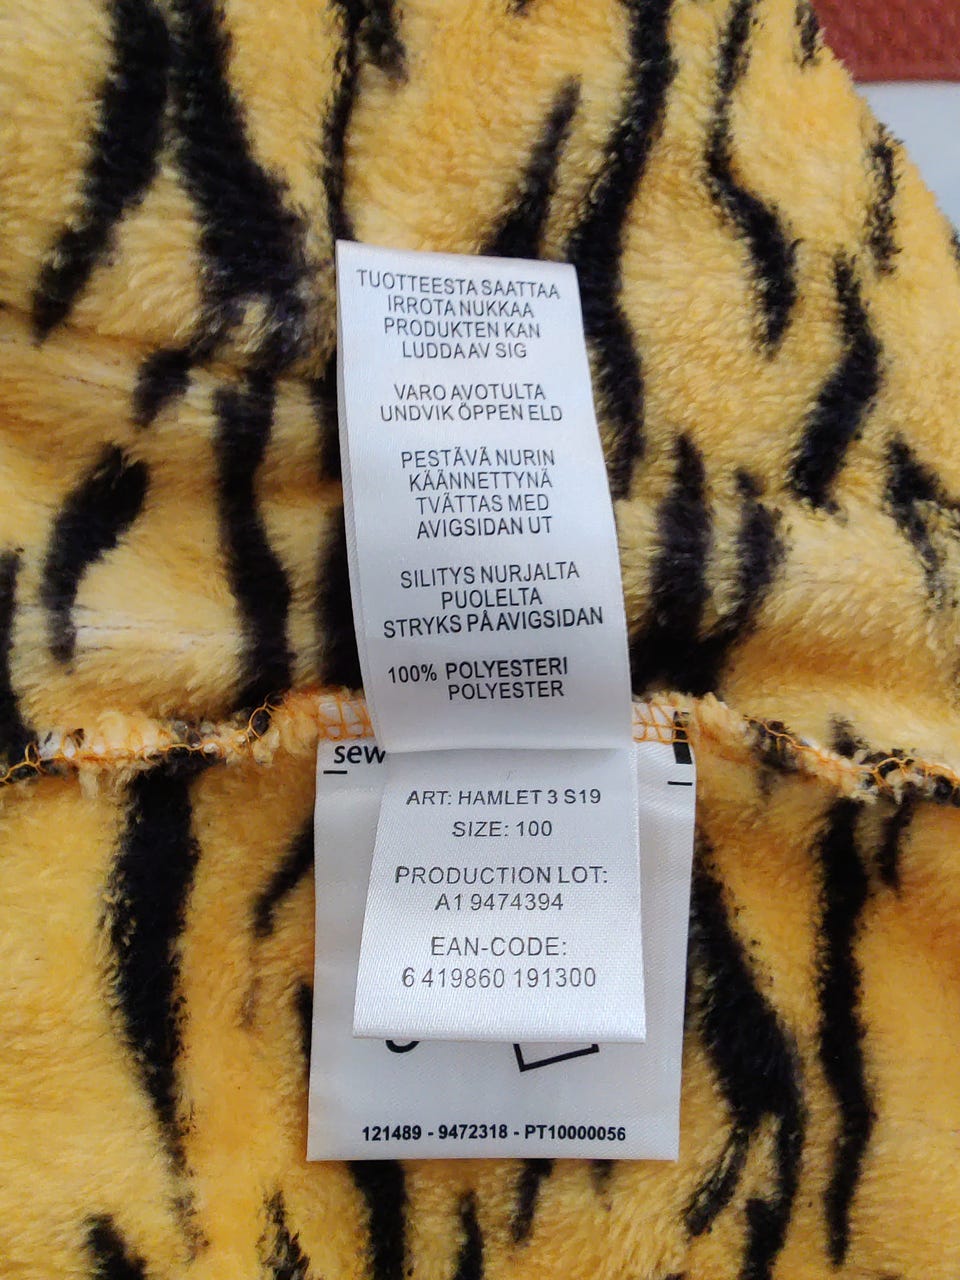 TUOTTEESTA SAATTAA
IRROTA NUKKAA
PRODUKTEN KAN
LUDDA AV SIG
VARO AVOTULTA
UNDVIK ÖPPEN ELD
PESTÄVÄ NURIN
KÄÄNNETTYNÄ
TVÄTTAS MED
AVIGSIDAN UT
SILITYS NURJALTA
PUOLELTA
STRYKS PÅ AVIGSIDAN
100% POLYESTERI
POLYESTER
sew
ART: HAMLET 3 S19
SIZE: 100
PRODUCTION LOT:
A1 9474394
EAN-CODE:
6 419860 191300
121489 - 9472318 - PT10000056